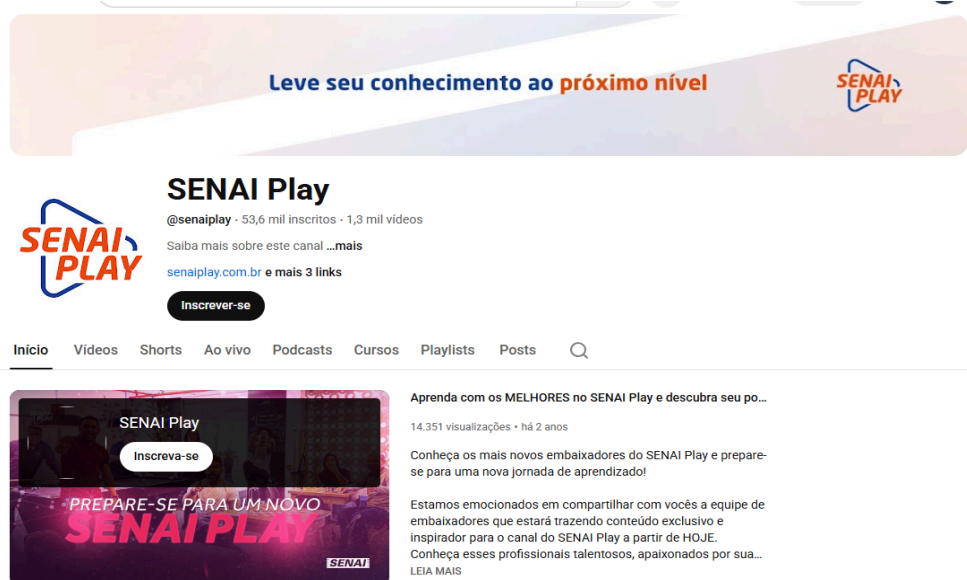 Leve seu conhecimento ao próximo nível
SENAI
PLAY
SENAI
PLAY
SENAI Play
@senaiplay · 53,6 mil inscritos · 1,3 mil vídeos
Saiba mais sobre este canal ...mais
senaiplay.com.br e mais 3 links
Inscrever-se
Início Vídeos Shorts Ao vivo Podcasts Cursos Playlists Posts
SENAI Play
Inscreva-se
PREPARE-SE PARA UM NOVO
SENAI PLAY
SENAI
Aprenda com os MELHORES no SENAI Play e descubra seu po...
14.351 visualizações • há 2 anos
Conheça os mais novos embaixadores do SENAI Play e prepare-
se para uma nova jornada de aprendizado!
Estamos emocionados em compartilhar com vocês a equipe de
embaixadores que estará trazendo conteúdo exclusivo e
inspirador para o canal do SENAI Play a partir de HOJE.
Conheça esses profissionais talentosos, apaixonados por sua...
LEIA MAIS